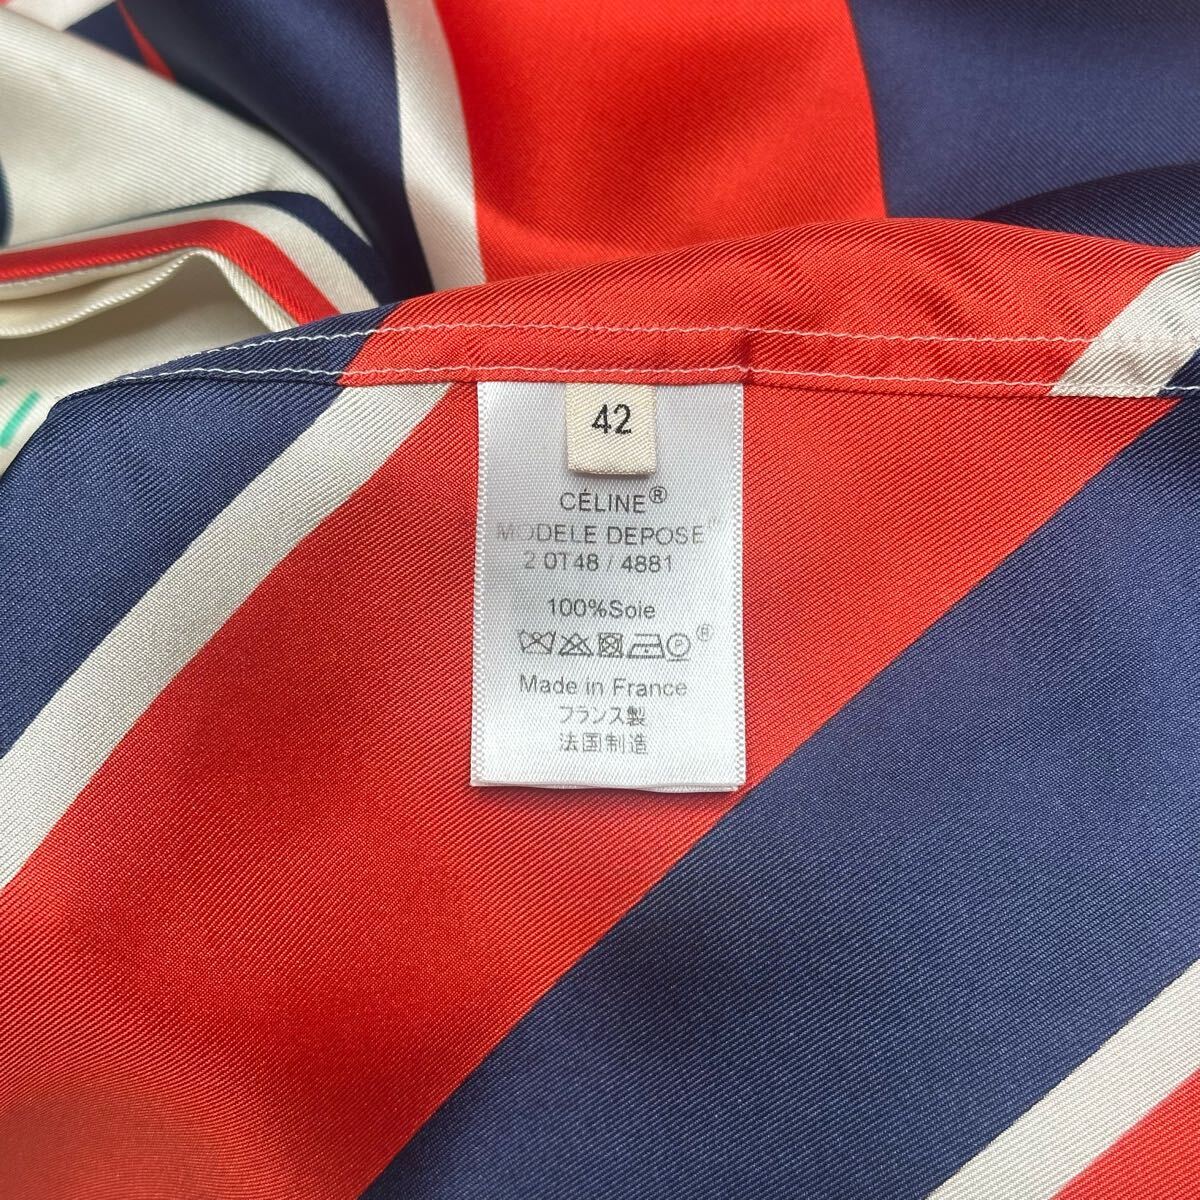 42
CÉLINE®
MODELE DEPOSE™
2 0T48 / 4881
100%Soie
P ®
Made in France
フランス製
法国制造